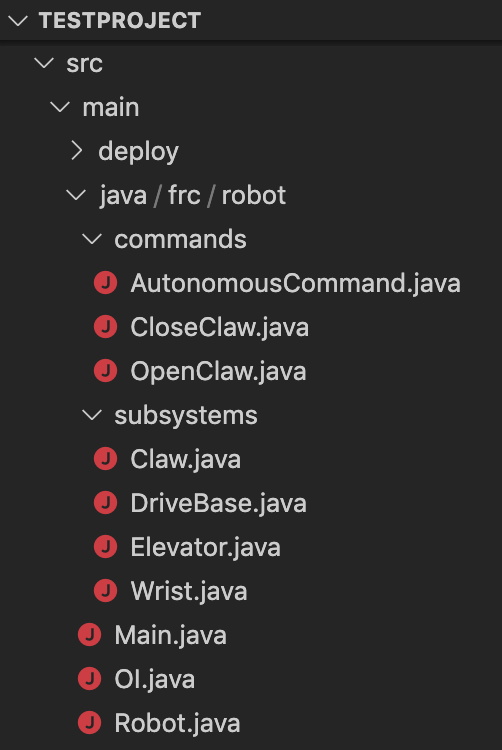 TESTPROJECT
src
main
deploy
java / frc / robot
commands
J AutonomousCommand.java
J CloseClaw.java
J OpenClaw.java
subsystems
J Claw.java
J DriveBase.java
J Elevator.java
J Wrist.java
J Main.java
J OI.java
J Robot.java